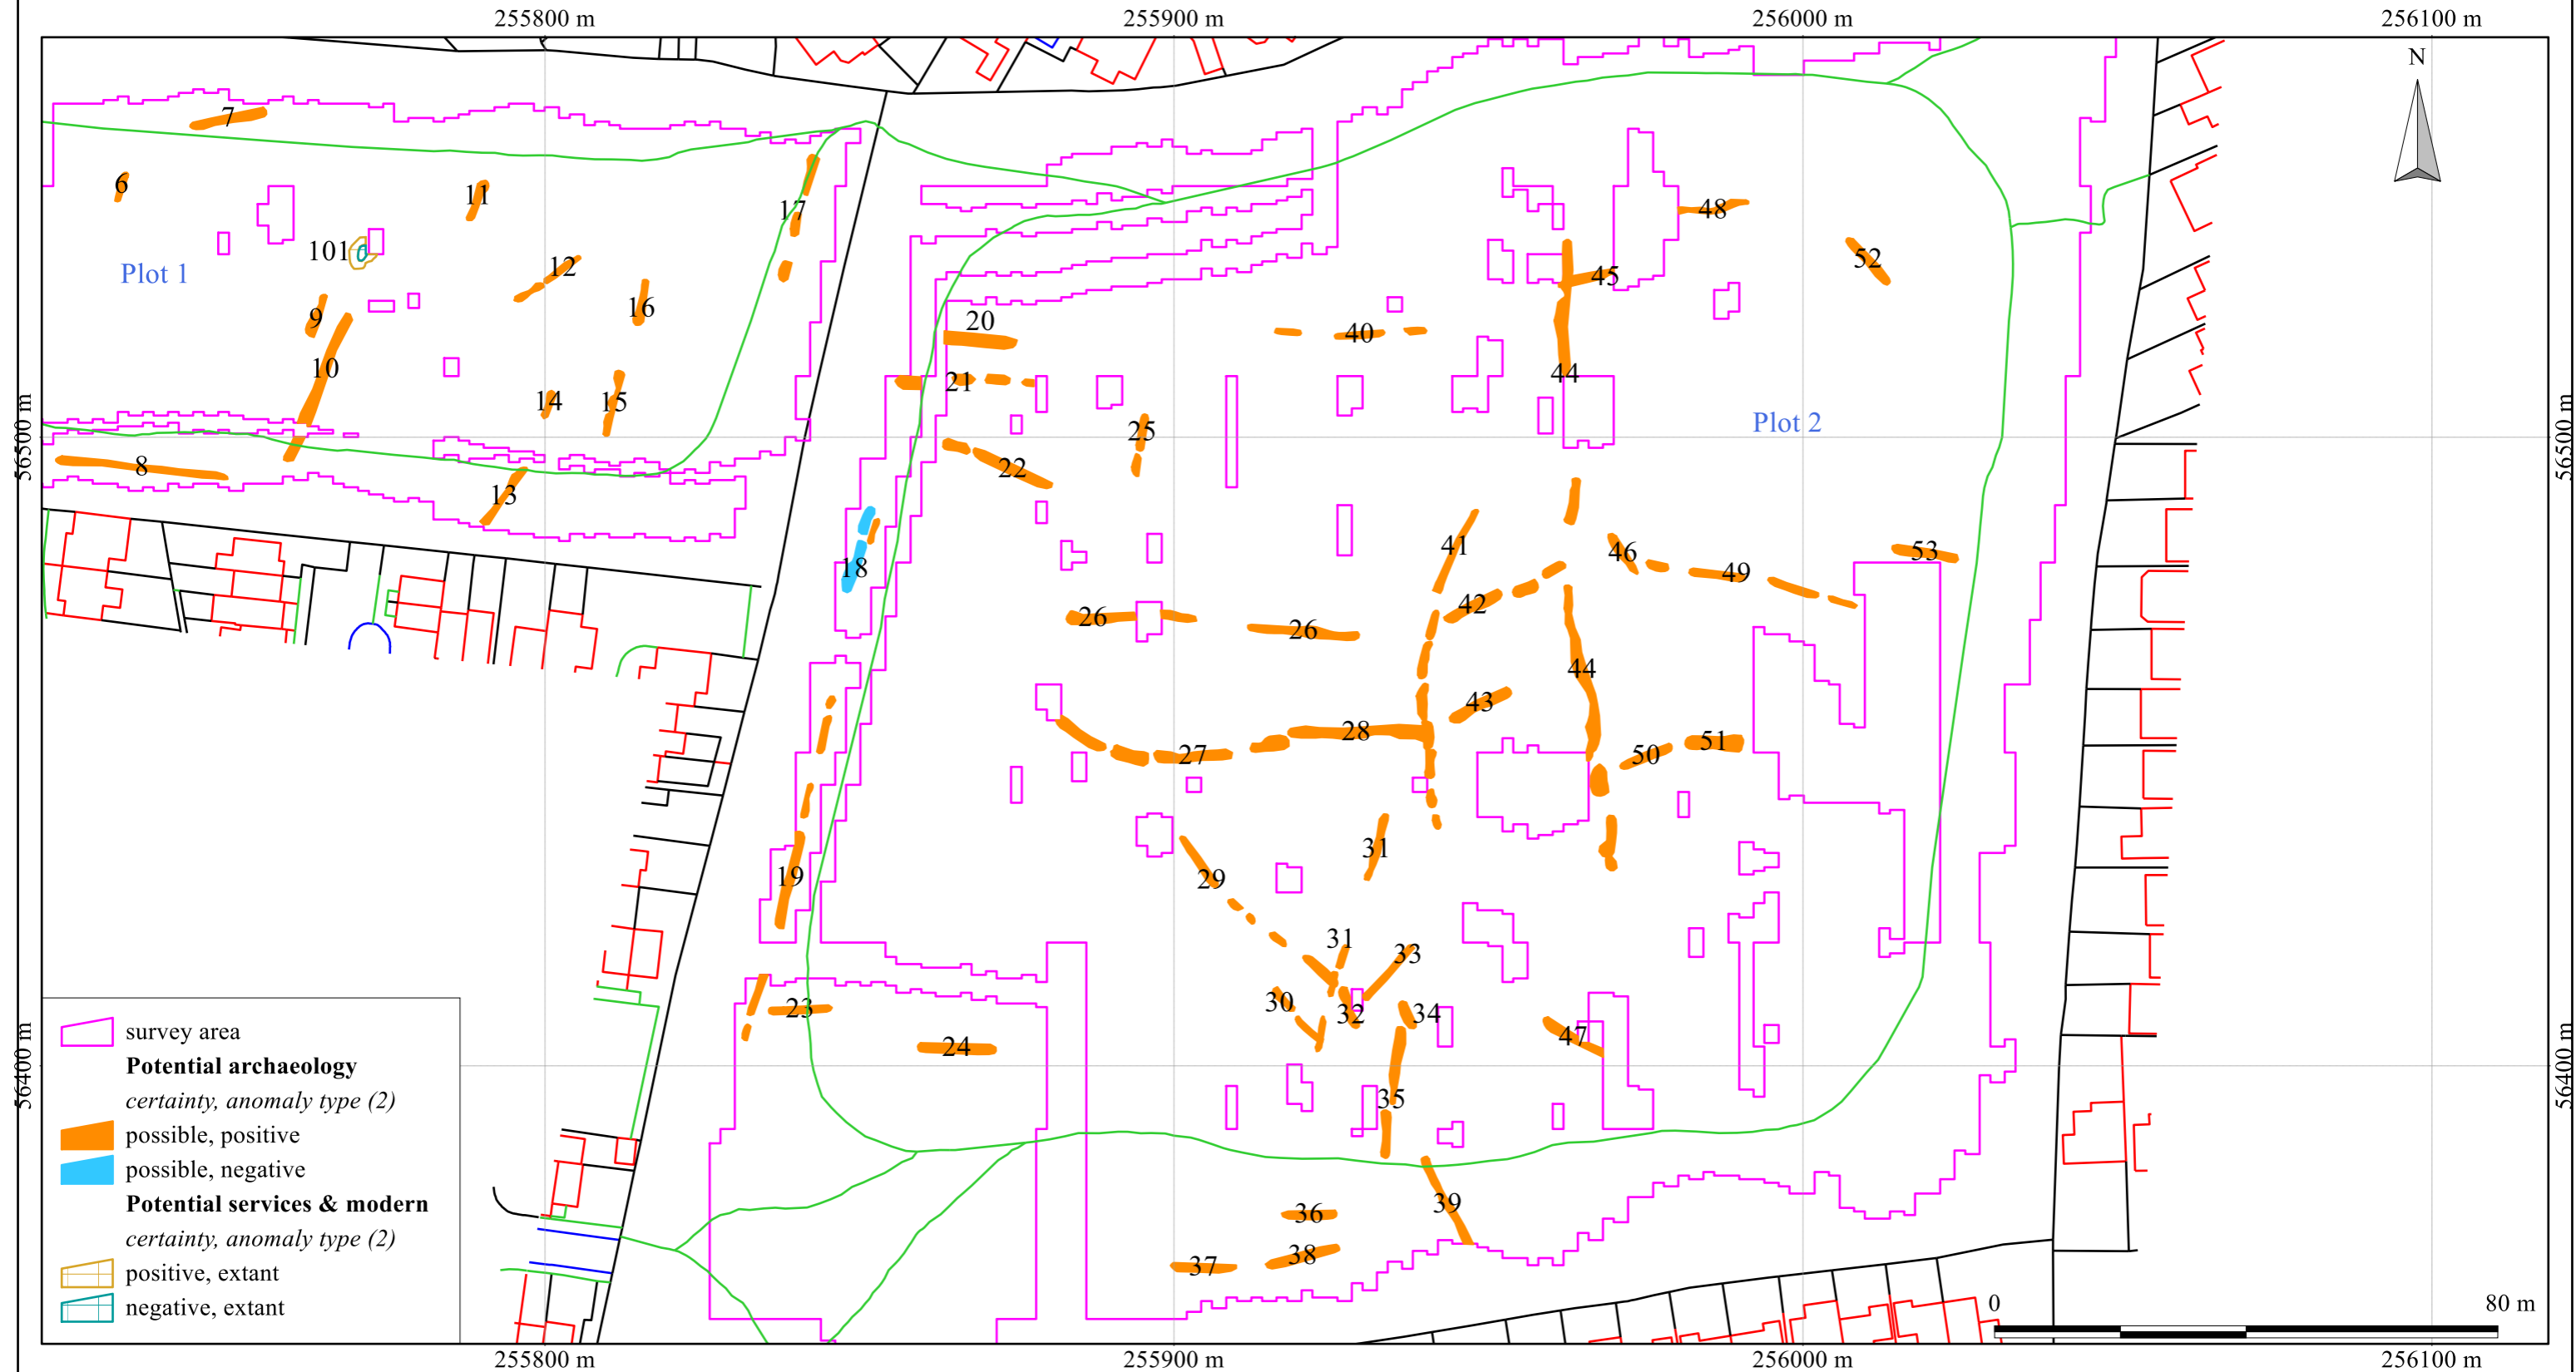 255800 m
255900 m
256000 m
256100 m
N
7
6
11
17
48
101
Plot 1
12
45
52
9
16
20
40
10
44
21
14
15
25
Plot 2
56500 m
56500 m
8
22
13
41
46
53
18
49
42
26
26
44
43
28
27
50
51
31
19
29
31
33
30
23
32
34
47
24
35
39
36
37
38
survey area
Potential archaeology
certainty, anomaly type (2)
possible, positive
possible, negative
Potential services & modern
certainty, anomaly type (2)
positive, extant
negative, extant
56400 m
56400 m
0
80 m
255800 m
255900 m
256000 m
256100 m